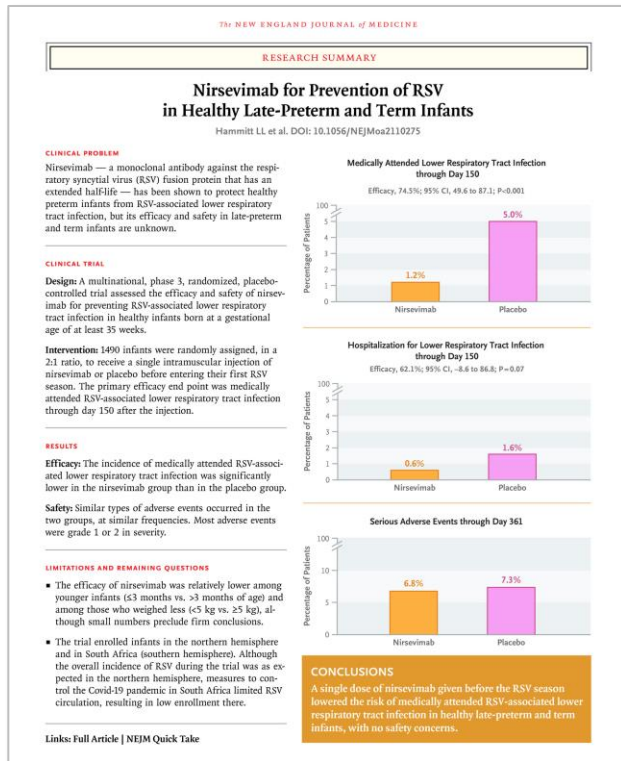 The NEW ENGLAND JOURNAL of MEDICINE
RESEARCH SUMMARY
Nirsevimab for Prevention of RSV
in Healthy Late-Preterm and Term Infants
Hammitt LL et al. DOI: 10.1056/NEJMoa2110275
CLINICAL PROBLEM
Nirsevimab — a monoclonal antibody against the respi-
ratory syncytial virus (RSV) fusion protein that has an
extended half-life — has been shown to protect healthy
preterm infants from RSV-associated lower respiratory
tract infection, but its efficacy and safety in late-preterm
and term infants are unknown.
CLINICAL TRIAL
Design: A multinational, phase 3, randomized, placebo-
controlled trial assessed the efficacy and safety of nirsev-
imab for preventing RSV-associated lower respiratory
tract infection in healthy infants born at a gestational
age of at least 35 weeks.
Intervention: 1490 infants were randomly assigned, in a
2:1 ratio, to receive a single intramuscular injection of
nirsevimab or placebo before entering their first RSV
season. The primary efficacy end point was medically
attended RSV-associated lower respiratory tract infection
through day 150 after the injection.
RESULTS
Efficacy: The incidence of medically attended RSV-associ-
ated lower respiratory tract infection was significantly
lower in the nirsevimab group than in the placebo group.
Safety: Similar types of adverse events occurred in the
two groups, at similar frequencies. Most adverse events
were grade 1 or 2 in severity.
LIMITATIONS AND REMAINING QUESTIONS
▪ The efficacy of nirsevimab was relatively lower among
younger infants (≤3 months vs. >3 months of age) and
among those who weighed less (<5 kg vs. ≥5 kg), al-
though small numbers preclude firm conclusions.
▪ The trial enrolled infants in the northern hemisphere
and in South Africa (southern hemisphere). Although
the overall incidence of RSV during the trial was as ex-
pected in the northern hemisphere, measures to con-
trol the Covid-19 pandemic in South Africa limited RSV
circulation, resulting in low enrollment there.
Links: Full Article | NEJM Quick Take
Medically Attended Lower Respiratory Tract Infection
through Day 150
Efficacy, 74.5%; 95% CI, 49.6 to 87.1; P<0.001
Percentage of Patients
100
5
4
3
2
1
0
1.2%
5.0%
Nirsevimab
Placebo
Hospitalization for Lower Respiratory Tract Infection
through Day 150
Efficacy, 62.1%; 95% CI, –8.6 to 86.8; P=0.07
Percentage of Patients
100
5
4
3
2
1
0
0.6%
1.6%
Nirsevimab
Placebo
Serious Adverse Events through Day 361
Percentage of Patients
100
10
5
0
6.8%
7.3%
Nirsevimab
Placebo
CONCLUSIONS
A single dose of nirsevimab given before the RSV season
lowered the risk of medically attended RSV-associated lower
respiratory tract infection in healthy late-preterm and term
infants, with no safety concerns.